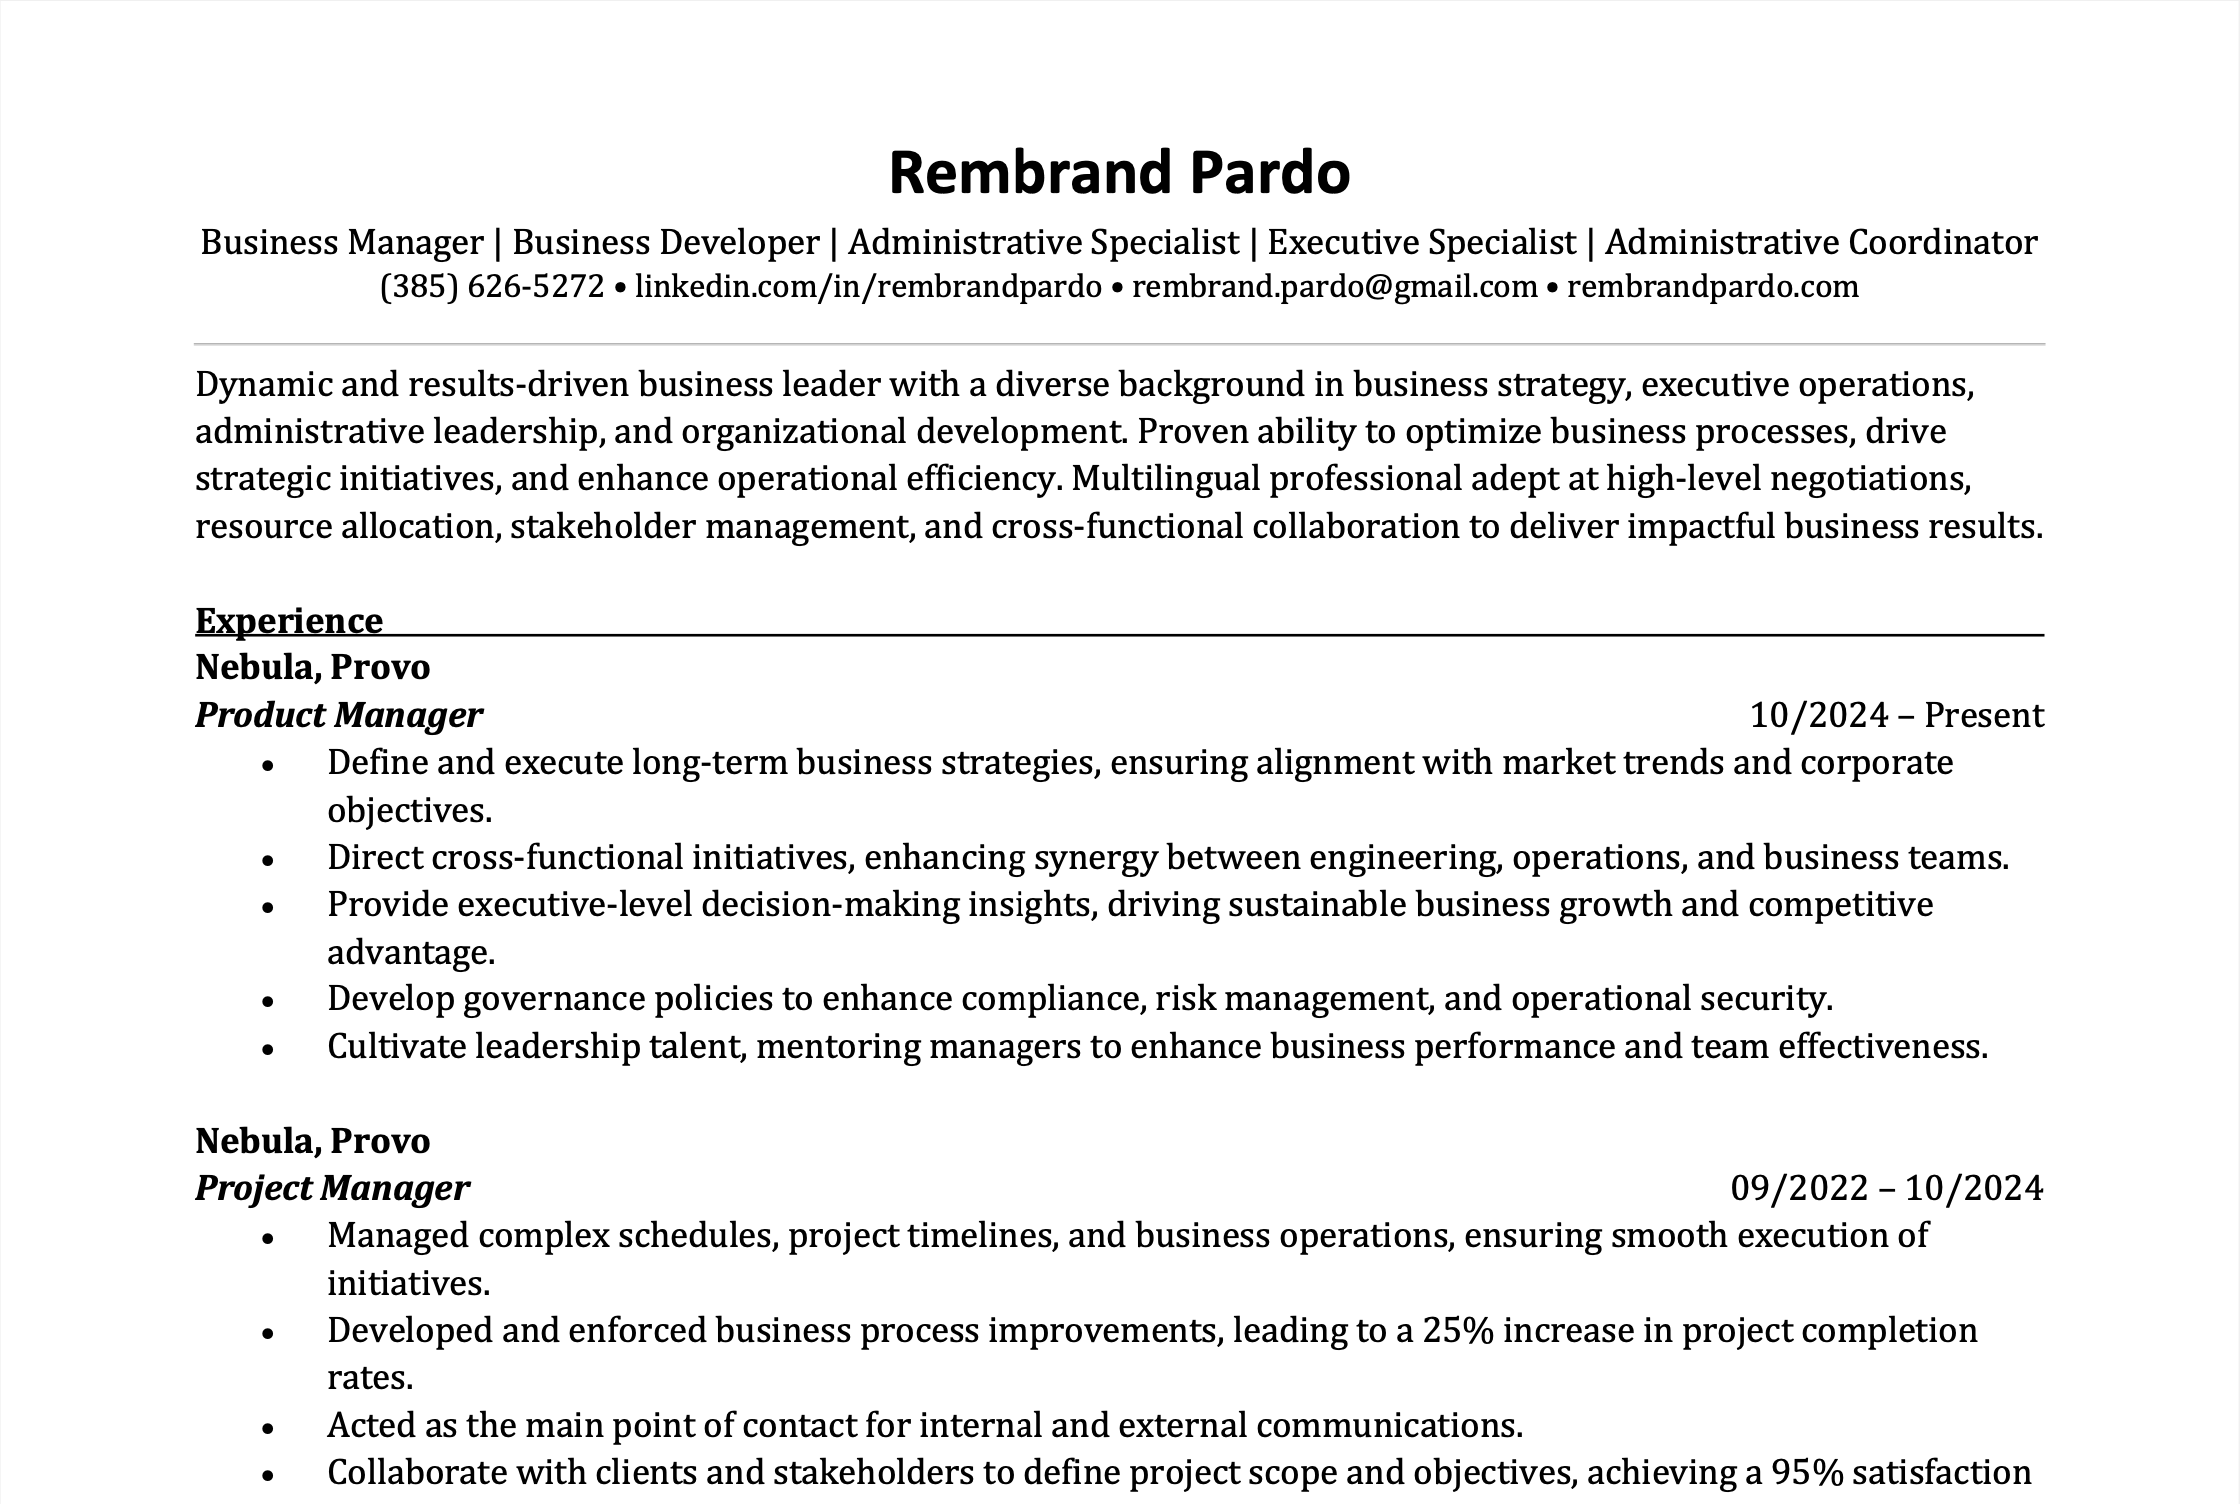 Rembrand Pardo
Business Manager | Business Developer | Administrative Specialist | Executive Specialist | Administrative Coordinator
(385) 626-5272 • linkedin.com/in/rembrandpardo • rembrand.pardo@gmail.com • rembrandpardo.com
Dynamic and results-driven business leader with a diverse background in business strategy, executive operations,
administrative leadership, and organizational development. Proven ability to optimize business processes, drive
strategic initiatives, and enhance operational efficiency. Multilingual professional adept at high-level negotiations,
resource allocation, stakeholder management, and cross-functional collaboration to deliver impactful business results.
Experience
Nebula, Provo
Product Manager 10/2024 – Present
• Define and execute long-term business strategies, ensuring alignment with market trends and corporate
objectives.
• Direct cross-functional initiatives, enhancing synergy between engineering, operations, and business teams.
• Provide executive-level decision-making insights, driving sustainable business growth and competitive
advantage.
• Develop governance policies to enhance compliance, risk management, and operational security.
• Cultivate leadership talent, mentoring managers to enhance business performance and team effectiveness.
Nebula, Provo
Project Manager 09/2022 – 10/2024
• Managed complex schedules, project timelines, and business operations, ensuring smooth execution of
initiatives.
• Developed and enforced business process improvements, leading to a 25% increase in project completion
rates.
• Acted as the main point of contact for internal and external communications.
• Collaborate with clients and stakeholders to define project scope and objectives, achieving a 95% satisfaction